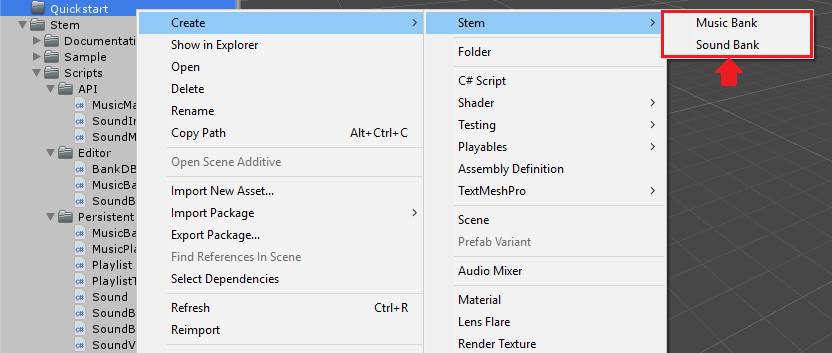 Quickstart
Stem
Documentati
Sample
Scripts
API
MusicMa
SoundIn
SoundM
Editor
BankDB
MusicBa
SoundB
Persistent
MusicBa
MusicPla
Playlist
PlaylistT
Sound
SoundB
SoundB
SoundV
Create
Show in Explorer
Open
Delete
Rename
Copy Path Alt+Ctrl+C
Open Scene Additive
Import New Asset...
Import Package
Export Package...
Find References In Scene
Select Dependencies
Refresh Ctrl+R
Reimport
Stem
Folder
C# Script
Shader
Testing
Playables
Assembly Definition
TextMeshPro
Scene
Prefab Variant
Audio Mixer
Material
Lens Flare
Render Texture
Music Bank
Sound Bank